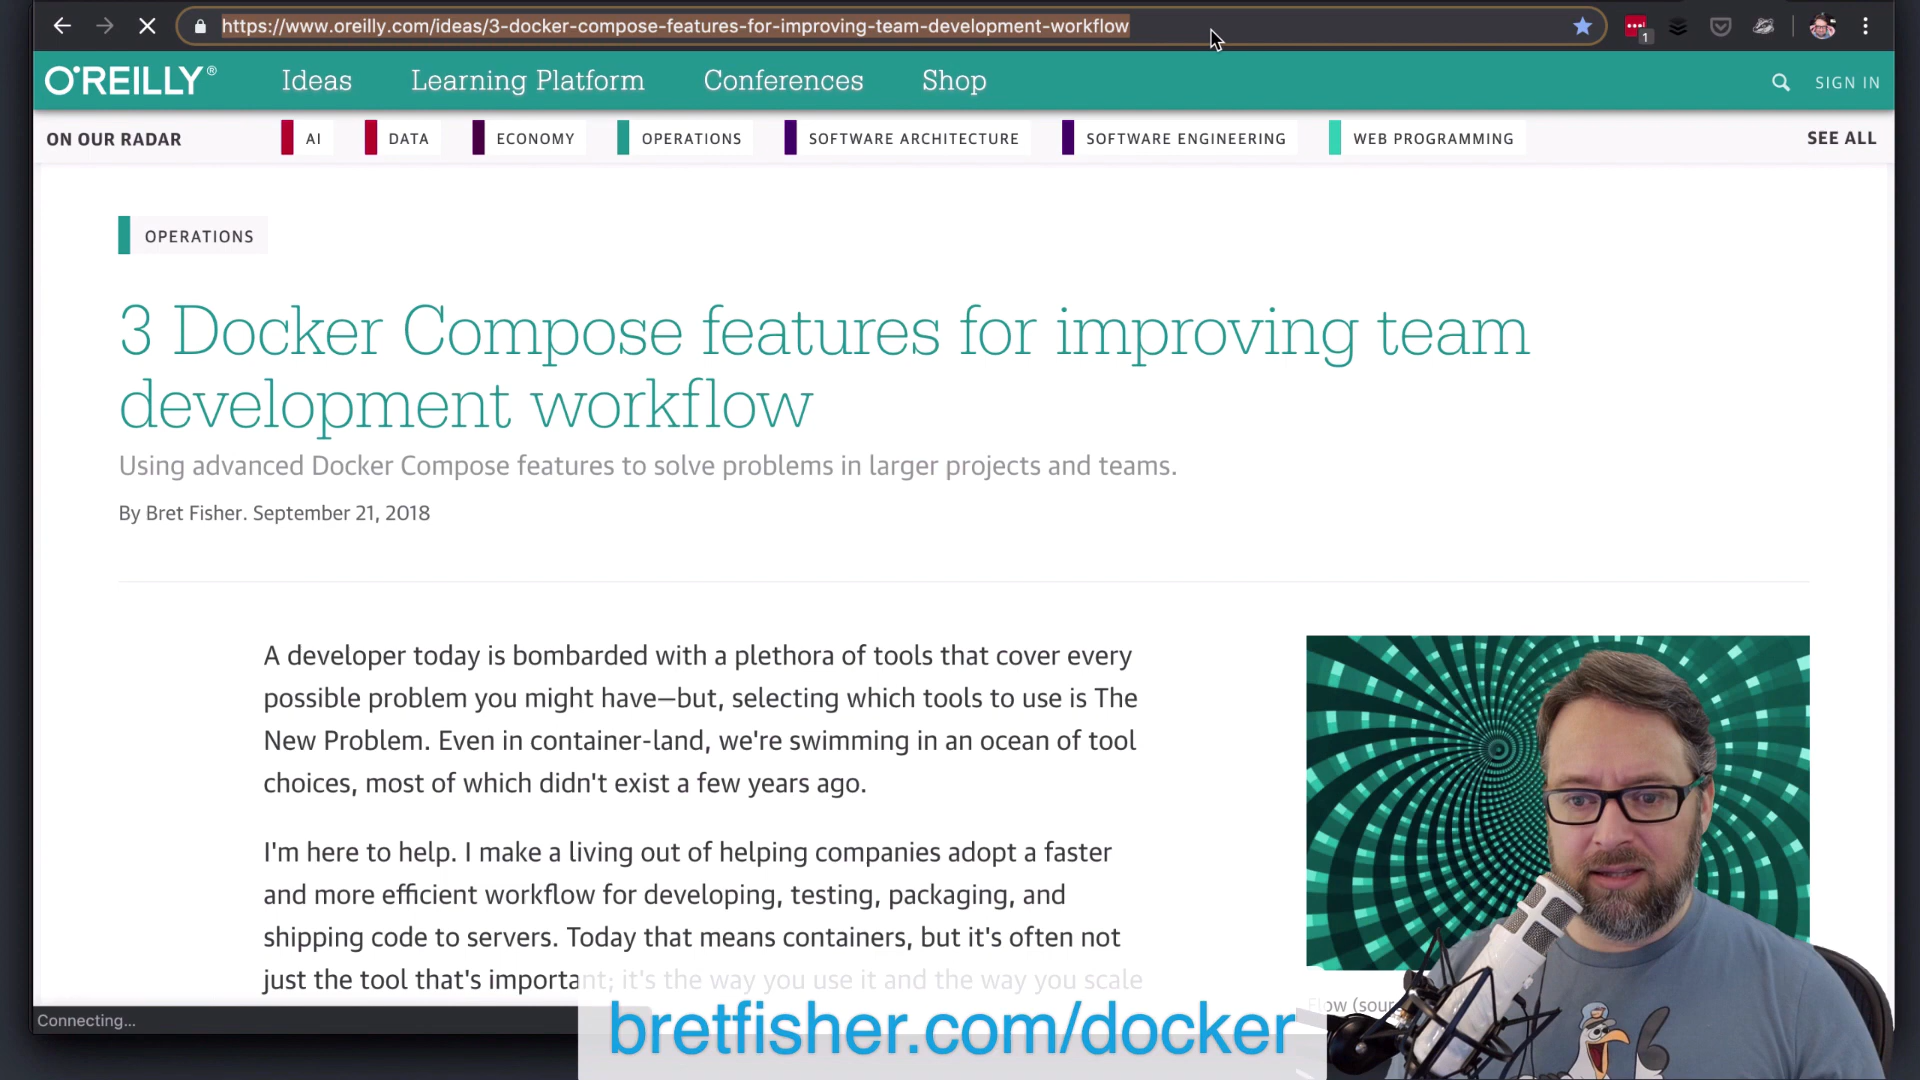 https://www.oreilly.com/ideas/3-docker-compose-features-for-improving-team-development-workflow
1
O'REILLY®
Ideas
Learning Platform
Conferences
Shop
SIGN IN
ON OUR RADAR
AI
DATA
ECONOMY
OPERATIONS
SOFTWARE ARCHITECTURE
SOFTWARE ENGINEERING
WEB PROGRAMMING
SEE ALL
OPERATIONS
3 Docker Compose features for improving team
development workflow
Using advanced Docker Compose features to solve problems in larger projects and teams.
By Bret Fisher. September 21, 2018
A developer today is bombarded with a plethora of tools that cover every
possible problem you might have—but, selecting which tools to use is The
New Problem. Even in container-land, we're swimming in an ocean of tool
choices, most of which didn't exist a few years ago.
I'm here to help. I make a living out of helping companies adopt a faster
and more efficient workflow for developing, testing, packaging, and
shipping code to servers. Today that means containers, but it's often not
just the tool that's important; it's the way you use it and the way you scale
Flow (sour
Connecting...
bretfisher.com/docker